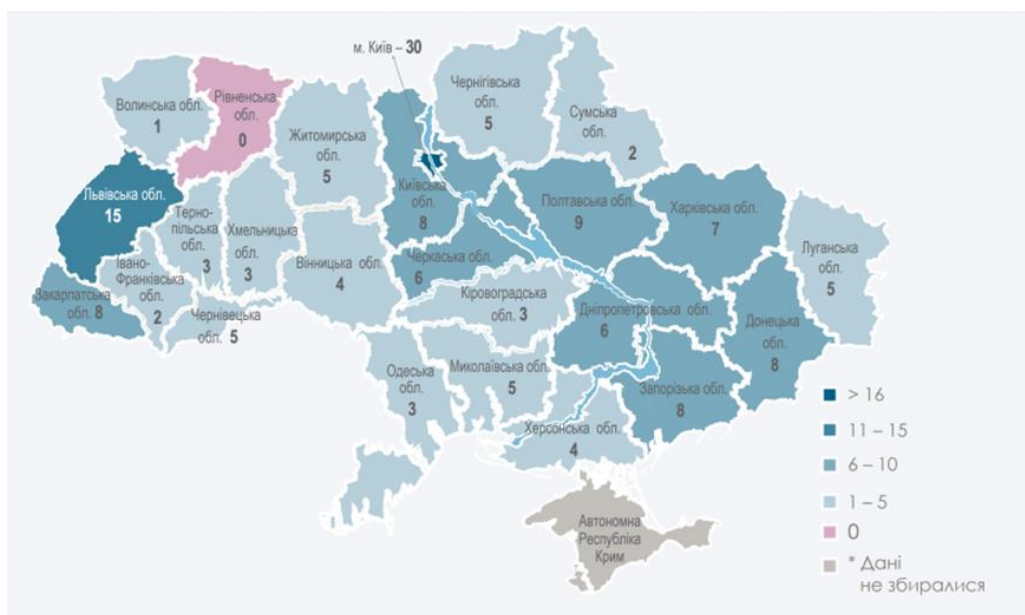 м. Київ – 30
Волинська обл.
1
Рівненська
обл.
0
Житомирська
обл.
5
Чернігівська
обл.
5
Сумська
обл.
2
Львівська обл.
15
Терно-
пільська
обл.
3
Хмельницька
обл.
3
Київська
обл.
8
Полтавська
обл.
9
Харківська обл.
7
Луганська
обл.
5
Закарпатська
обл. 8
Івано-
Франківська
обл.
2
Чернівецька
обл. 5
Вінницька обл.
4
Черкаська обл.
6
Кіровоградська
обл. 3
Дніпропетровська обл.
6
Донецька
обл.
8
Одеська
обл.
3
Миколаївська
обл.
5
Запорізька обл.
8
Херсонська обл.
4
Автономна
Республіка
Крим
> 16
11 – 15
6 – 10
1 – 5
0
* Дані
не збиралися